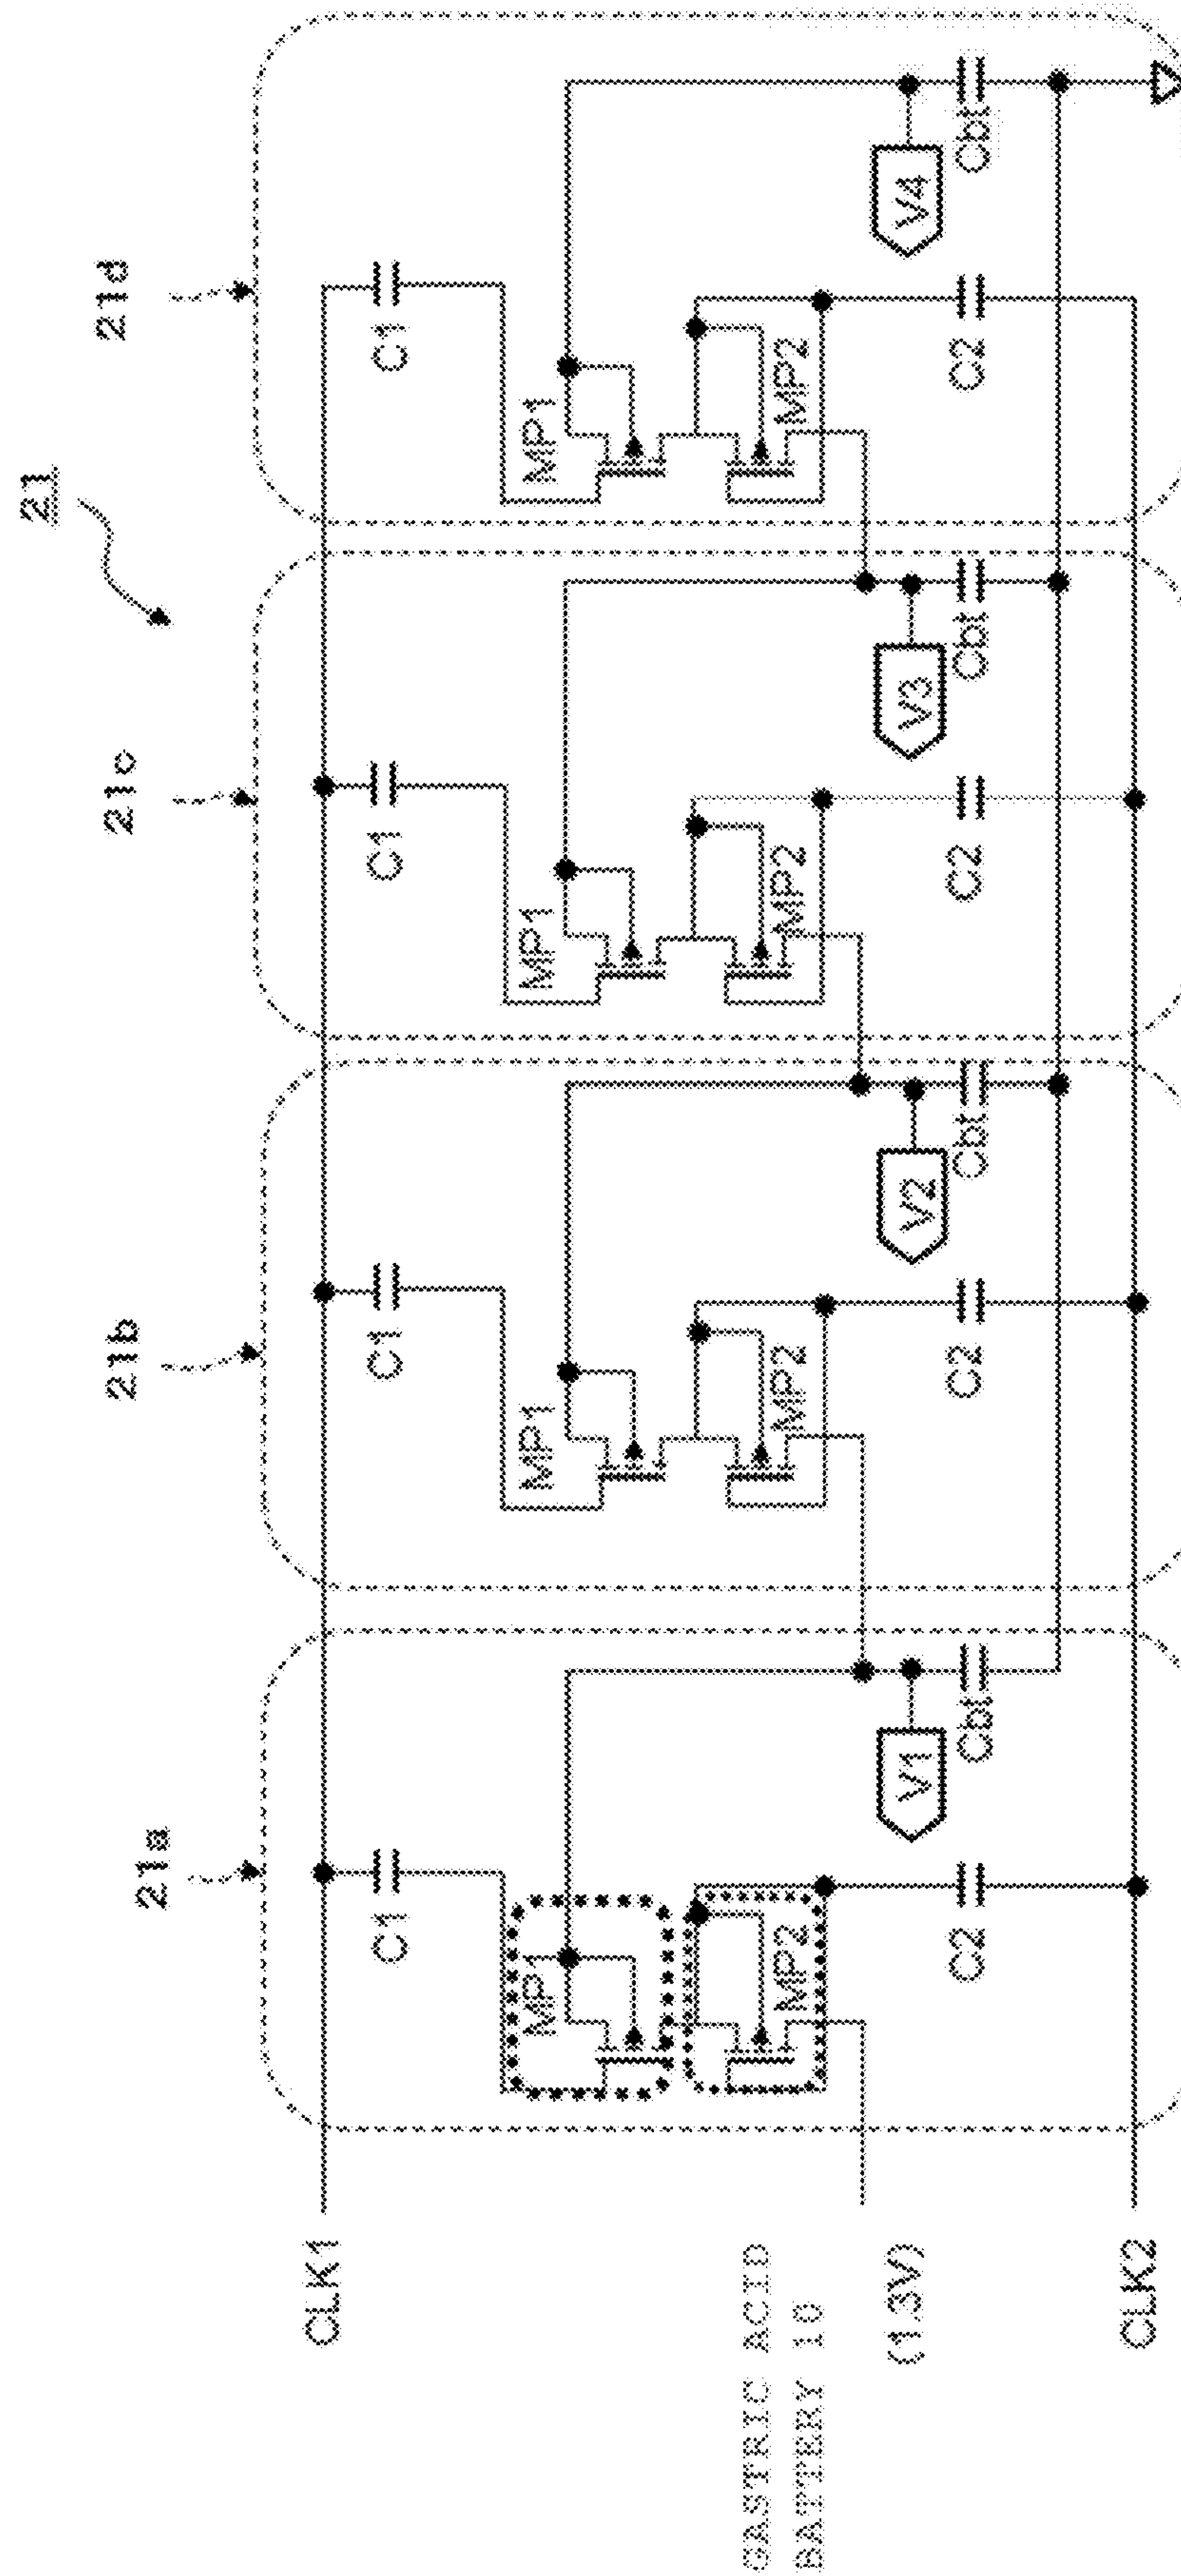 21
21a
21b
21c
21d
CLK1
C1
C1
C1
C1
MP1
MP1
MP1
MP1
MP2
MP2
MP2
MP2
GASTRIC ACID
BATTERY 10
(1.3V)
V1
V2
V3
V4
C2
Cbt
C2
Cbt
C2
Cbt
C2
Cbt
CLK2